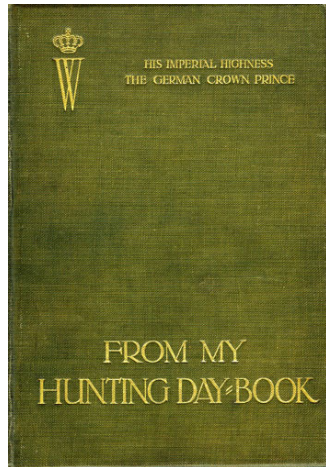 W
HIS IMPERIAL HIGHNESS
THE GERMAN CROWN PRINCE
FROM MY
HUNTING DAY=BOOK